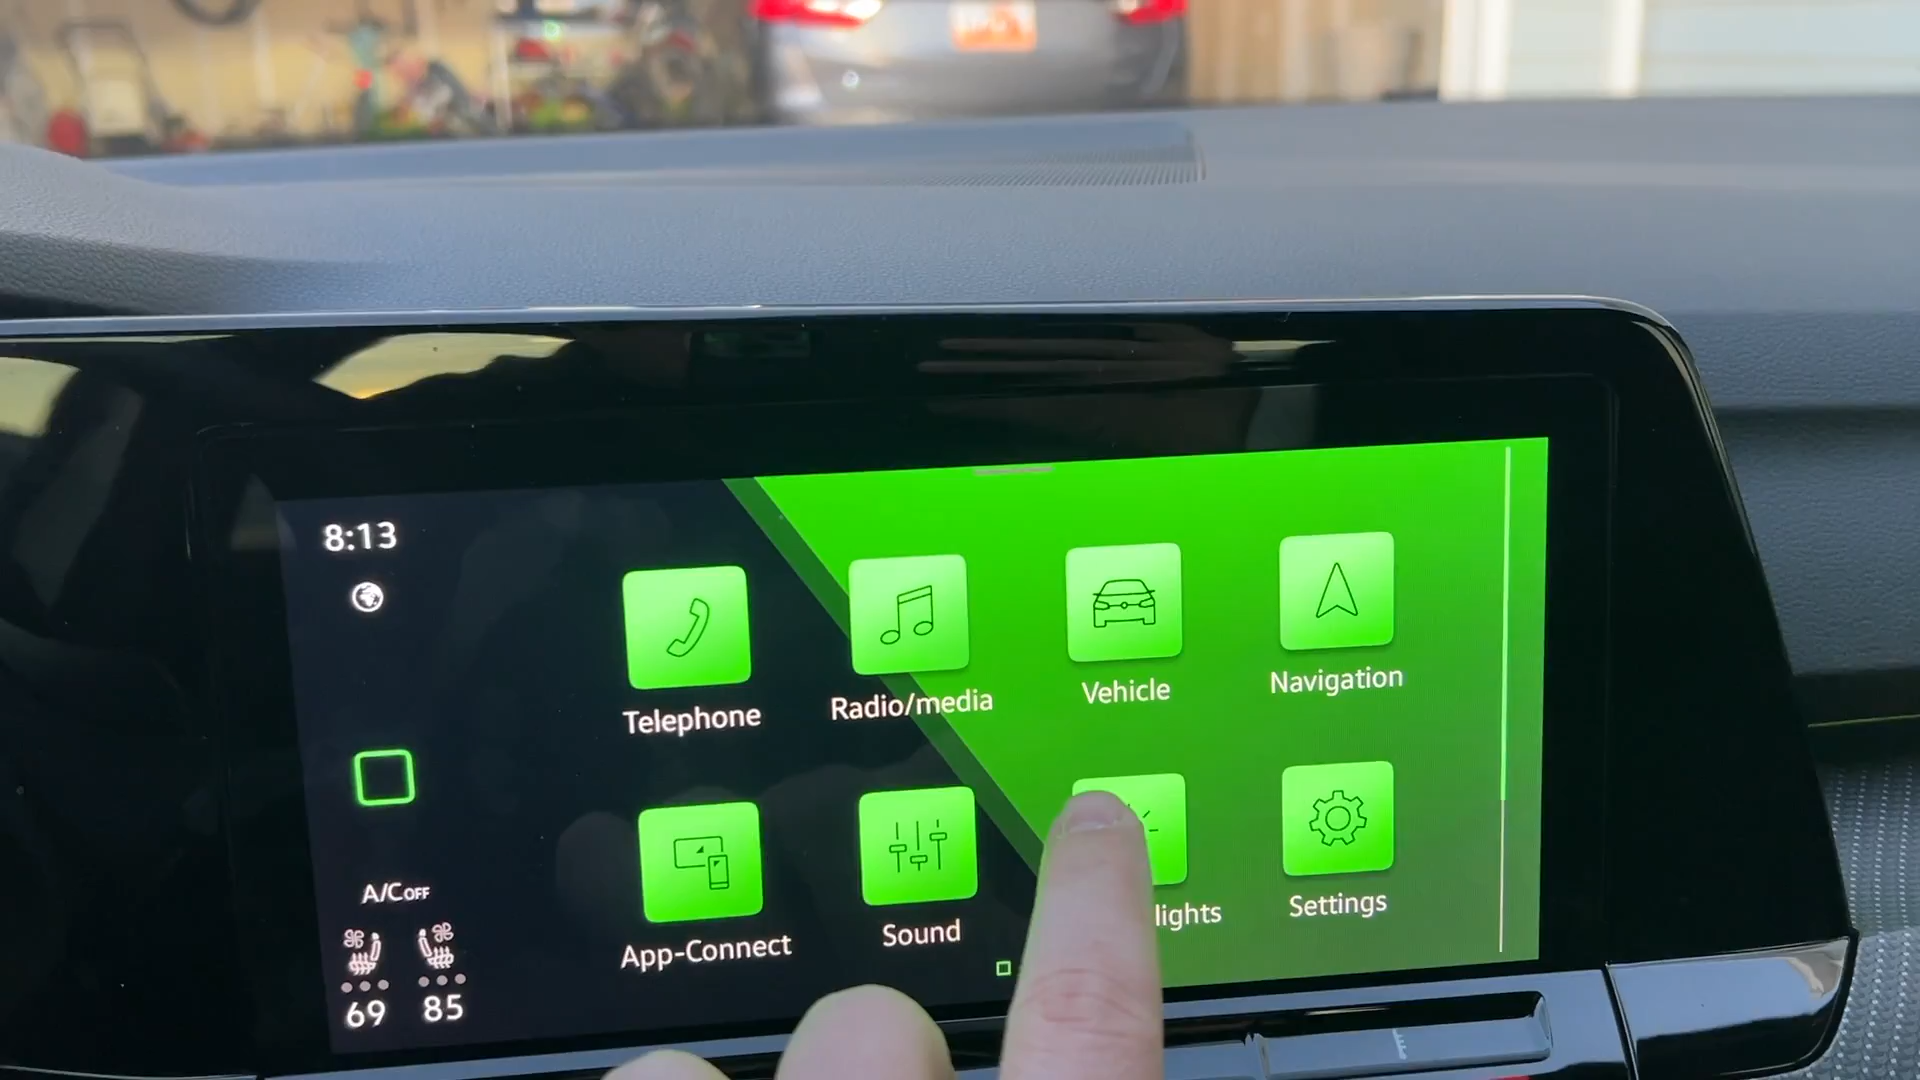 8:13
Telephone
Radio/media
Vehicle
Navigation
App-Connect
Sound
lights
Settings
A/C OFF
69
85